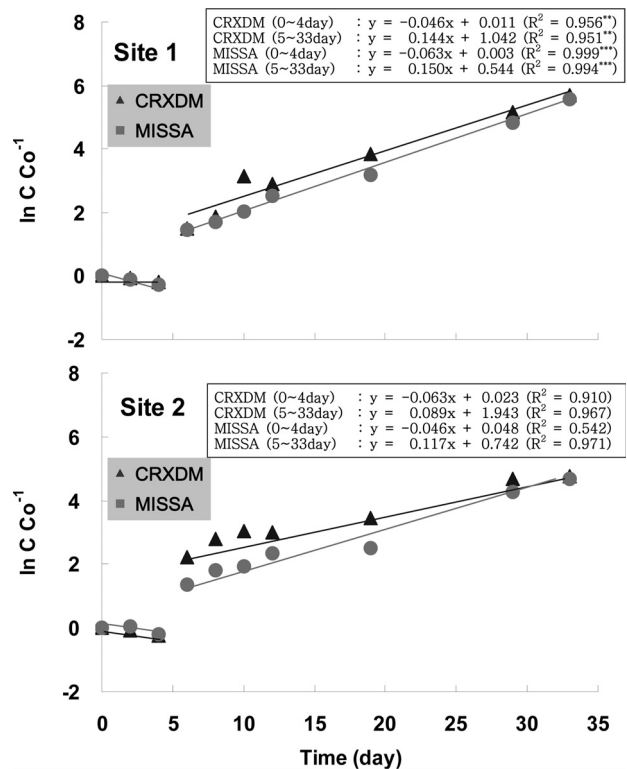 CRXDM (0~4day) : y = −0.046x + 0.011 (R² = 0.956**)
CRXDM (5~33day) : y = 0.144x + 1.042 (R² = 0.951**)
MISSA (0~4day) : y = −0.063x + 0.003 (R² = 0.999***)
MISSA (5~33day) : y = 0.150x + 0.544 (R² = 0.994***)
Site 1
8
6
4
2
0
-2
CRXDM
MISSA
ln C Co⁻¹
CRXDM (0~4day) : y = −0.063x + 0.023 (R² = 0.910)
CRXDM (5~33day) : y = 0.089x + 1.943 (R² = 0.967)
MISSA (0~4day) : y = −0.046x + 0.048 (R² = 0.542)
MISSA (5~33day) : y = 0.117x + 0.742 (R² = 0.971)
Site 2
8
6
4
2
0
-2
CRXDM
MISSA
ln C Co⁻¹
0 5 10 15 20 25 30 35
Time (day)